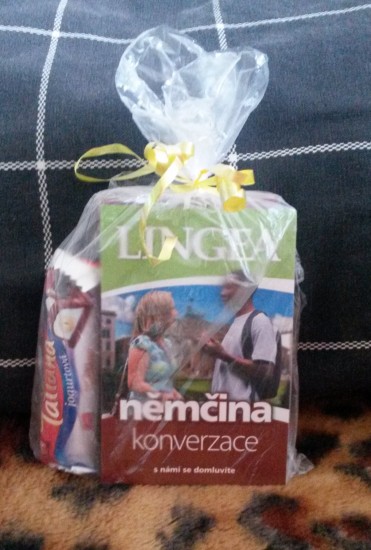 LINGEA
Tatiana
jogurtová
němčina
konverzace
s námi se domluvíte